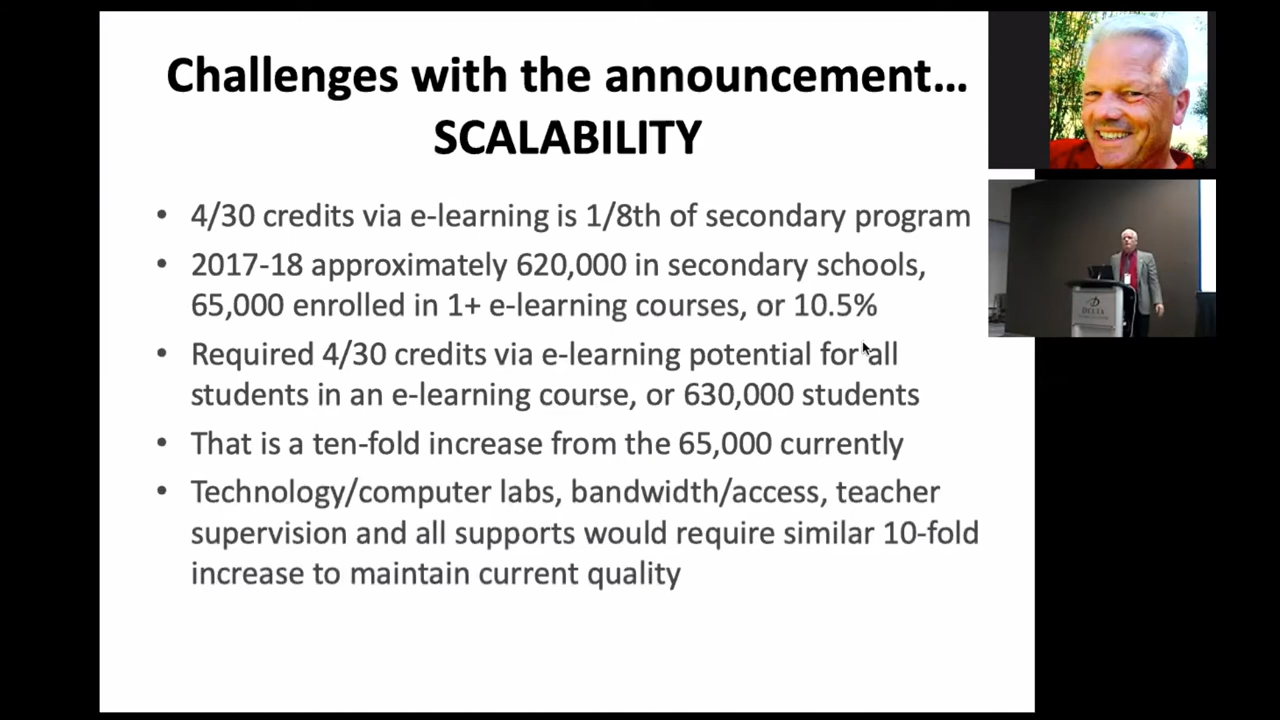 Challenges with the announcement…
SCALABILITY
• 4/30 credits via e-learning is 1/8th of secondary program
• 2017-18 approximately 620,000 in secondary schools,
65,000 enrolled in 1+ e-learning courses, or 10.5%
• Required 4/30 credits via e-learning potential for all
students in an e-learning course, or 630,000 students
• That is a ten-fold increase from the 65,000 currently
• Technology/computer labs, bandwidth/access, teacher
supervision and all supports would require similar 10-fold
increase to maintain current quality
DELTA